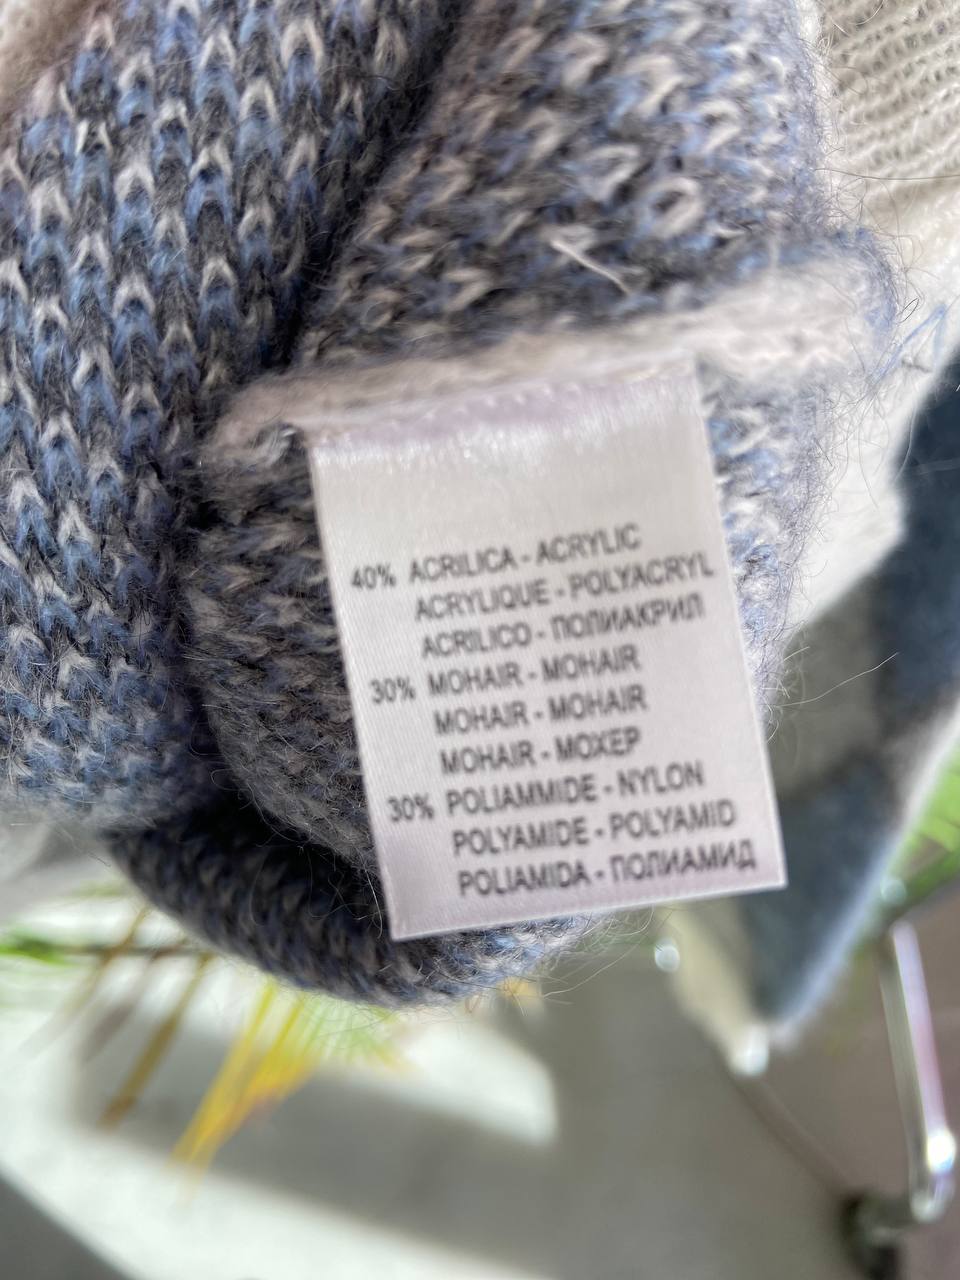 40% ACRILICA - ACRYLIC
ACRYLIQUE - POLYACRYL
ACRILICO - ПОЛИАКРИЛ
30% MOHAIR - MOHAIR
MOHAIR - MOHAIR
MOHAIR - МОХЕР
30% POLIAMMIDE - NYLON
POLYAMIDE - POLYAMID
POLIAMIDA - ПОЛИАМИД